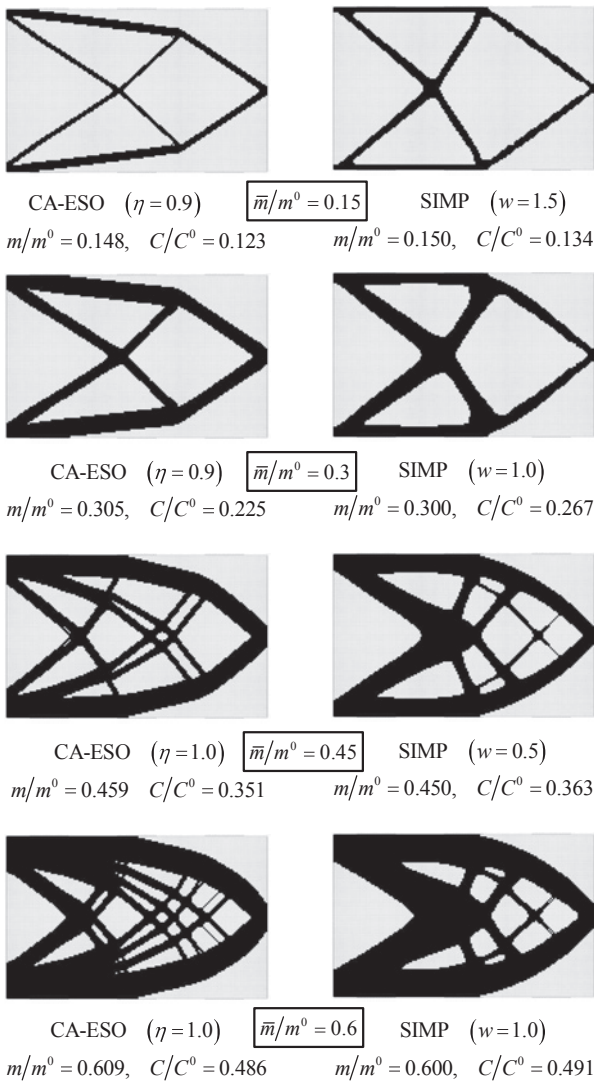 CA-ESO (η = 0.9) m̅/m⁰ = 0.15 SIMP (w = 1.5)
m/m⁰ = 0.148, C/C⁰ = 0.123 m/m⁰ = 0.150, C/C⁰ = 0.134
CA-ESO (η = 0.9) m̅/m⁰ = 0.3 SIMP (w = 1.0)
m/m⁰ = 0.305, C/C⁰ = 0.225 m/m⁰ = 0.300, C/C⁰ = 0.267
CA-ESO (η = 1.0) m̅/m⁰ = 0.45 SIMP (w = 0.5)
m/m⁰ = 0.459 C/C⁰ = 0.351 m/m⁰ = 0.450, C/C⁰ = 0.363
CA-ESO (η = 1.0) m̅/m⁰ = 0.6 SIMP (w = 1.0)
m/m⁰ = 0.609, C/C⁰ = 0.486 m/m⁰ = 0.600, C/C⁰ = 0.491